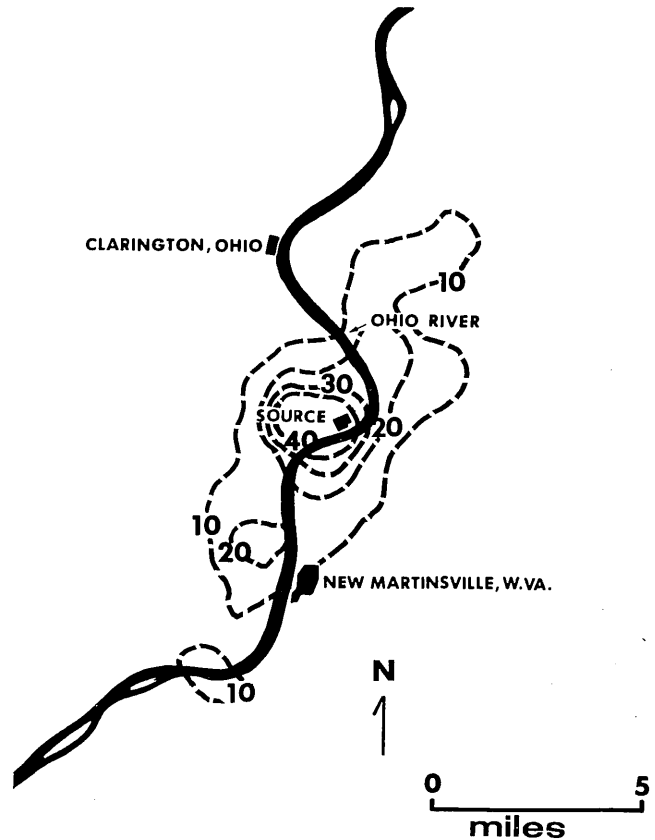 CLARINGTON, OHIO
10
OHIO RIVER
30
SOURCE
20
40
10
20
NEW MARTINSVILLE, W.VA.
10
N
0 5
miles